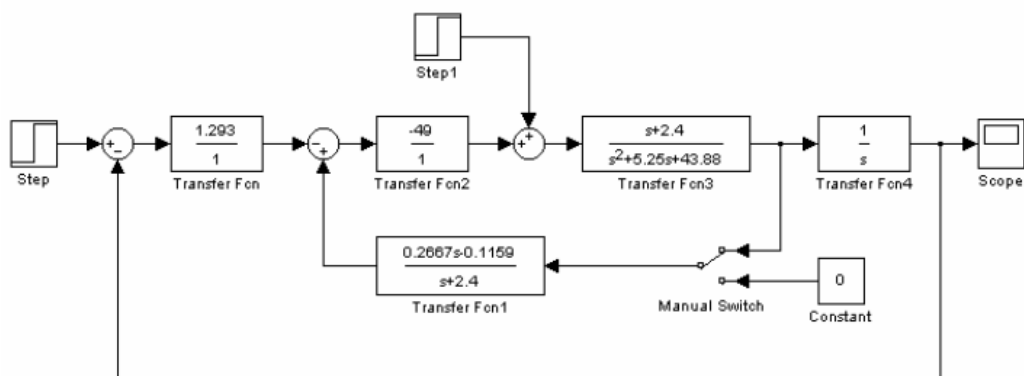 Step1
Step
+
-
1.293
1
Transfer Fcn
-
+
-49
1
Transfer Fcn2
+
+
s+2.4
s2+5.25s+43.88
Transfer Fcn3
1
s
Transfer Fcn4
Scope
0.2667s-0.1159
s+2.4
Transfer Fcn1
Manual Switch
0
Constant